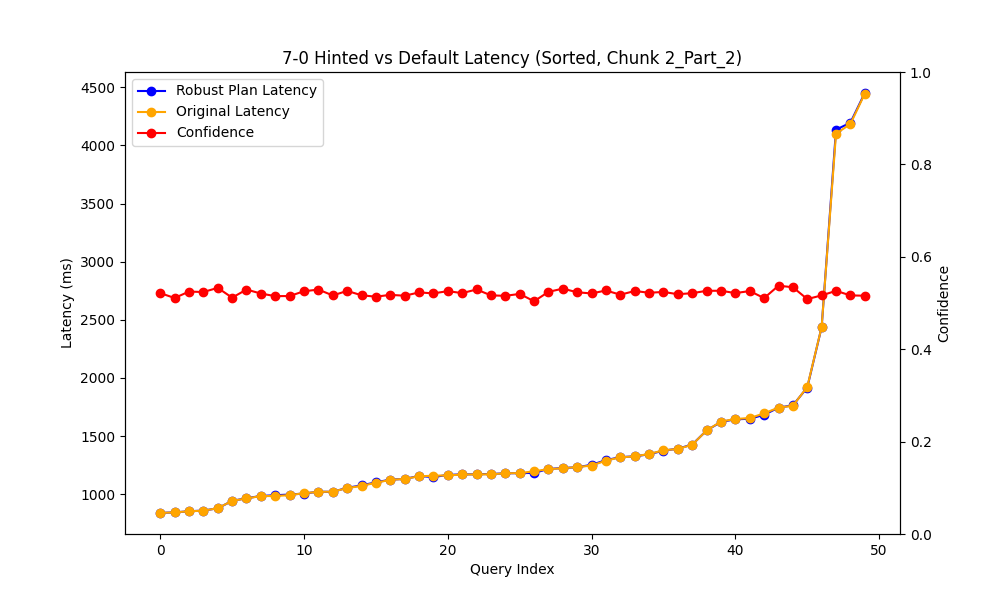 7-0 Hinted vs Default Latency (Sorted, Chunk 2_Part_2)
Robust Plan Latency
Original Latency
Confidence
4500
4000
3500
3000
2500
2000
1500
1000
Latency (ms)
1.0
0.8
0.6
0.4
0.2
0.0
Confidence
0 10 20 30 40 50
Query Index